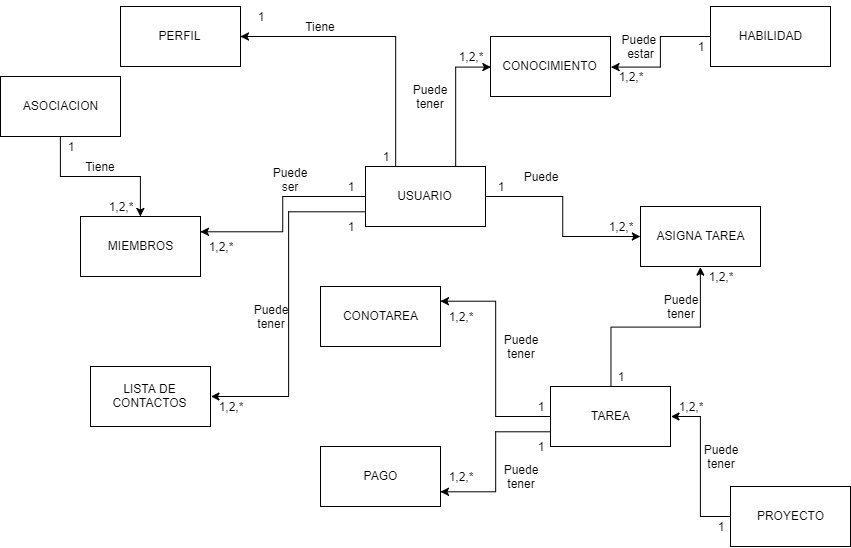 PERFIL
1
Tiene
HABILIDAD
Puede
estar
1
1,2,*
1,2,*
CONOCIMIENTO
Puede
tener
ASOCIACION
1
Tiene
1,2,*
1
USUARIO
1
Puede
ser
1
Puede
1,2,*
MIEMBROS
1,2,*
1
ASIGNA TAREA
1,2,*
Puede
tener
CONOTAREA
1,2,*
Puede
tener
Puede
tener
LISTA DE
CONTACTOS
1,2,*
1
1
TAREA
1,2,*
1
PAGO
1,2,*
Puede
tener
Puede
tener
PROYECTO
1